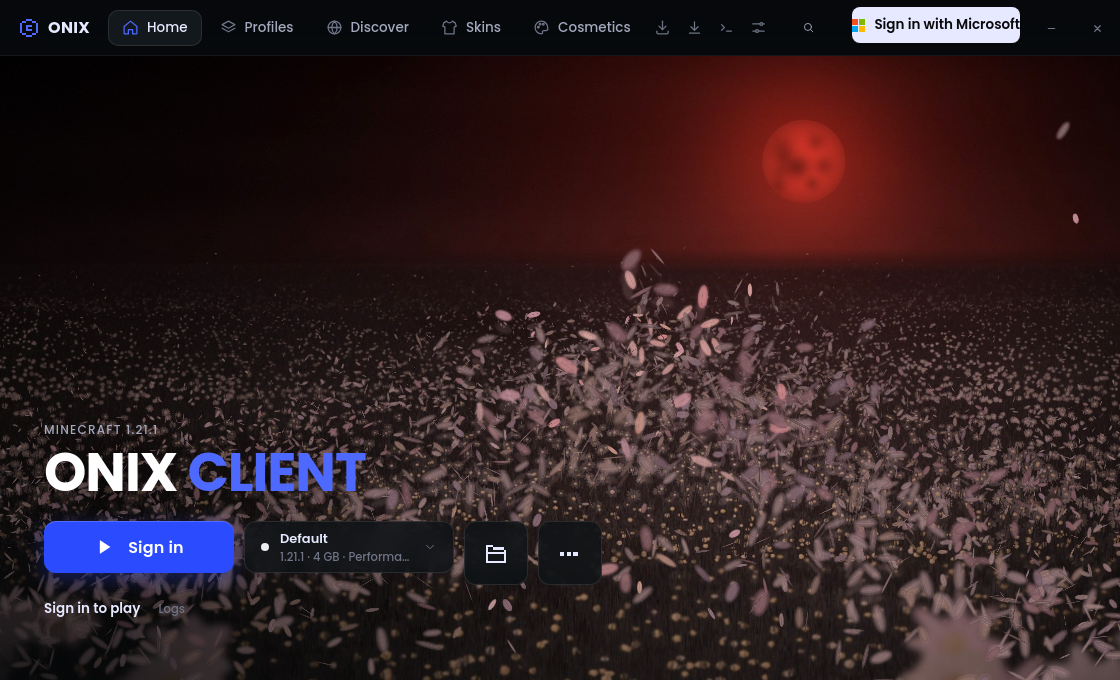 ONIX
Home
Profiles
Discover
Skins
Cosmetics
Sign in with Microsoft
MINECRAFT 1.21.1
ONIX CLIENT
Sign in
Default
1.21.1 · 4 GB · Performa...
Sign in to play
Logs